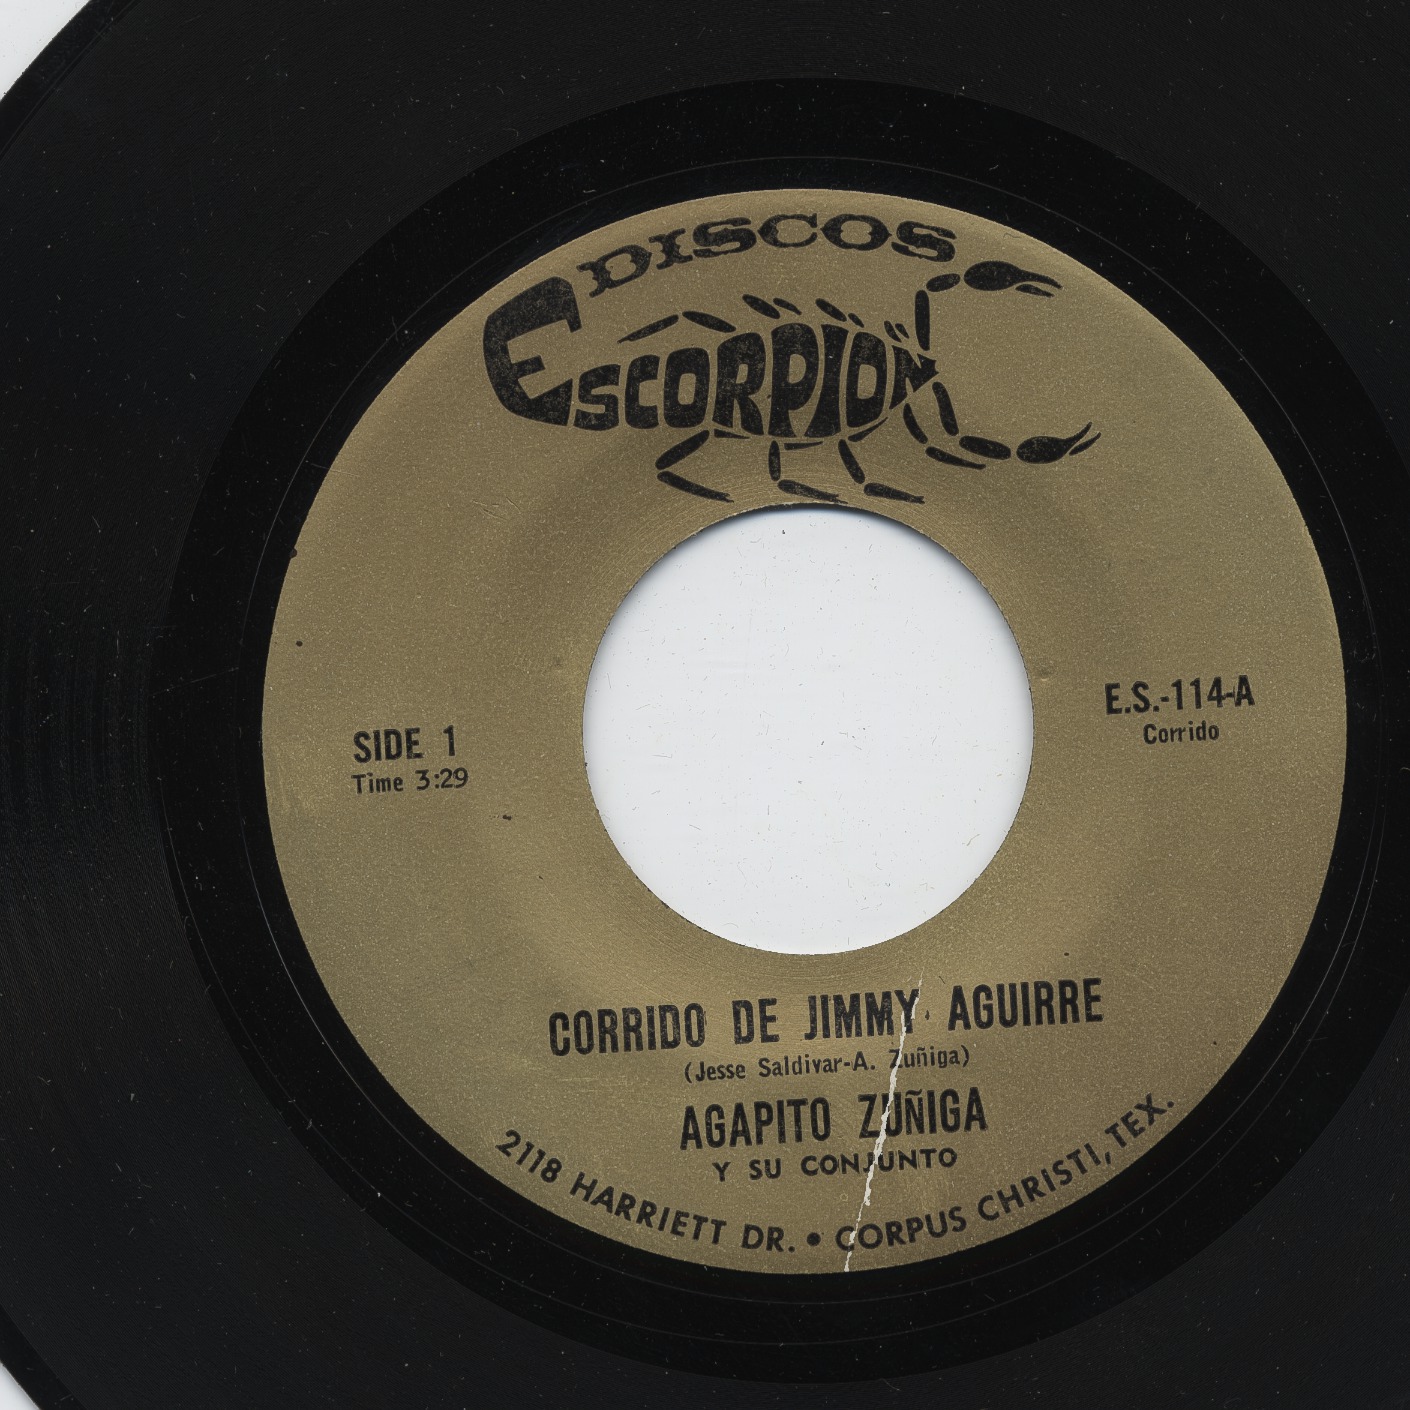 DISCOS
ESCORPION
SIDE 1
Time 3:29
E.S.-114-A
Corrido
CORRIDO DE JIMMY AGUIRRE
(Jesse Saldivar-A. Zuñiga)
AGAPITO ZUÑIGA
Y SU CONJUNTO
2118 HARRIETT DR. • CORPUS CHRISTI, TEX.